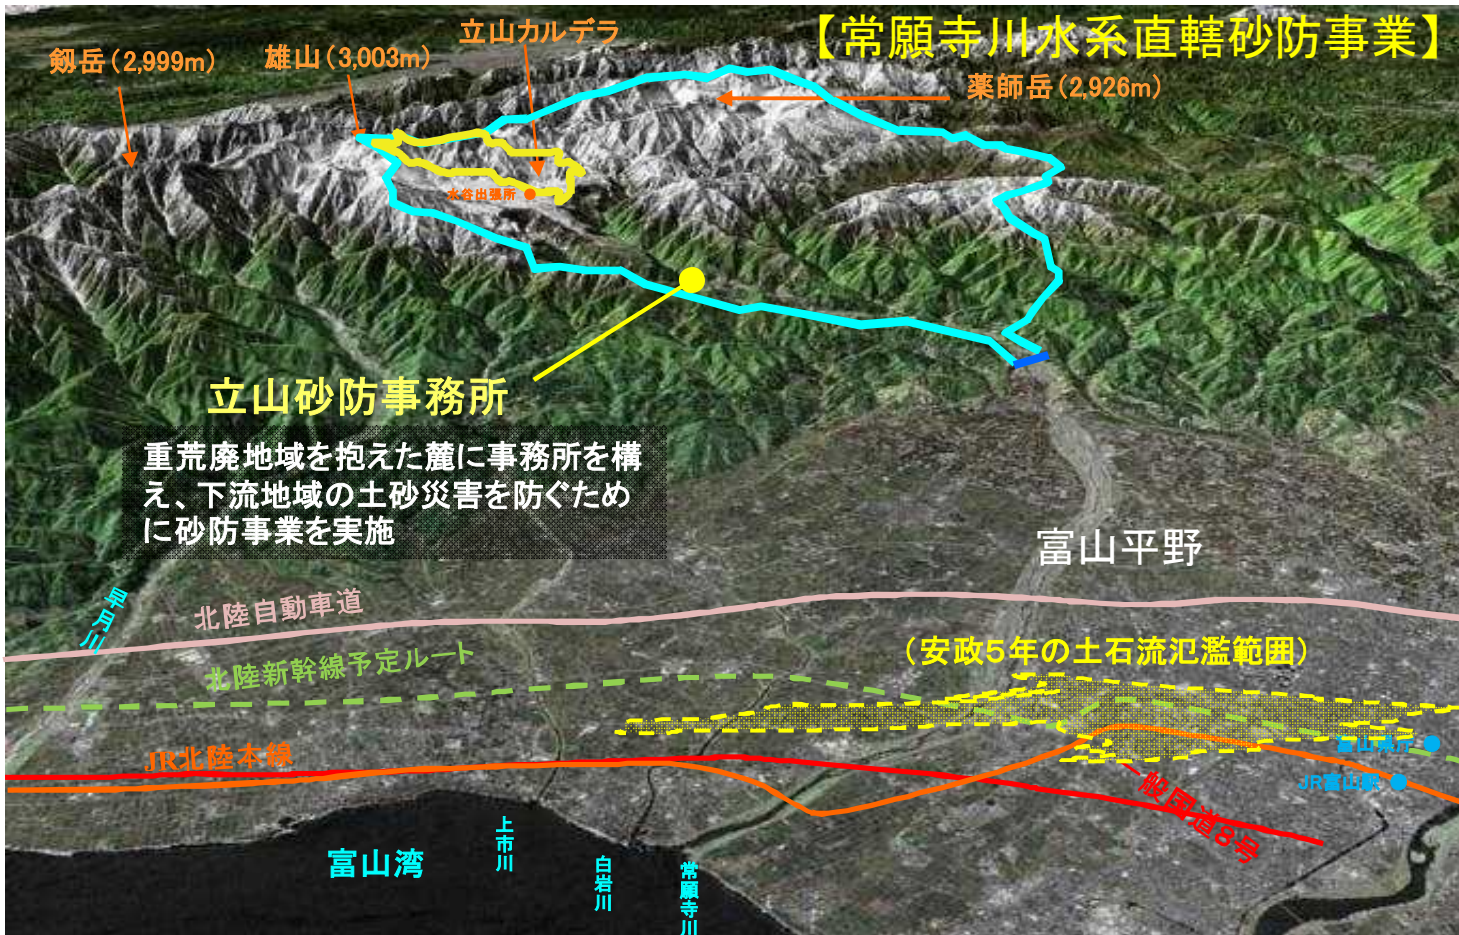 【常願寺川水系直轄砂防事業】
立山カルデラ
剱岳(2,999m)
雄山(3,003m)
薬師岳(2,926m)
水谷出張所
立山砂防事務所
重荒廃地域を抱えた麓に事務所を構
え、下流地域の土砂災害を防ぐため
に砂防事業を実施
富山平野
早月川
北陸自動車道
(安政5年の土石流氾濫範囲)
北陸新幹線予定ルート
JR北陸本線
富山県庁
JR富山駅
一般国道8号
富山湾
上市川
白岩川
常願寺川